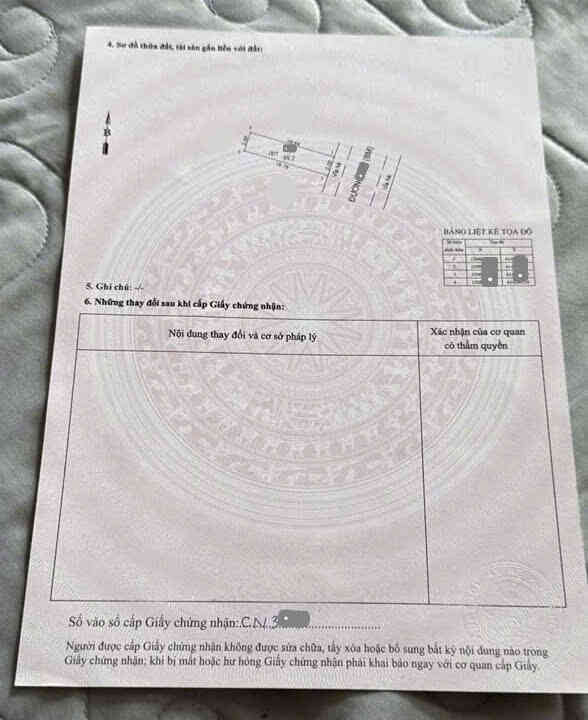 4. Sơ đồ thửa đất, tài sản gắn liền với đất:
B
ĐƯỜNG (8M)
BẢNG LIỆT KÊ TỌA ĐỘ
5. Ghi chú: -/-
6. Những thay đổi sau khi cấp Giấy chứng nhận:
Nội dung thay đổi và cơ sở pháp lý
Xác nhận của cơ quan
có thẩm quyền
Số vào sổ cấp Giấy chứng nhận:.CN.3
Người được cấp Giấy chứng nhận không được sửa chữa, tẩy xóa hoặc bổ sung bất kỳ nội dung nào trong
Giấy chứng nhận; khi bị mất hoặc hư hỏng Giấy chứng nhận phải khai báo ngay với cơ quan cấp Giấy.